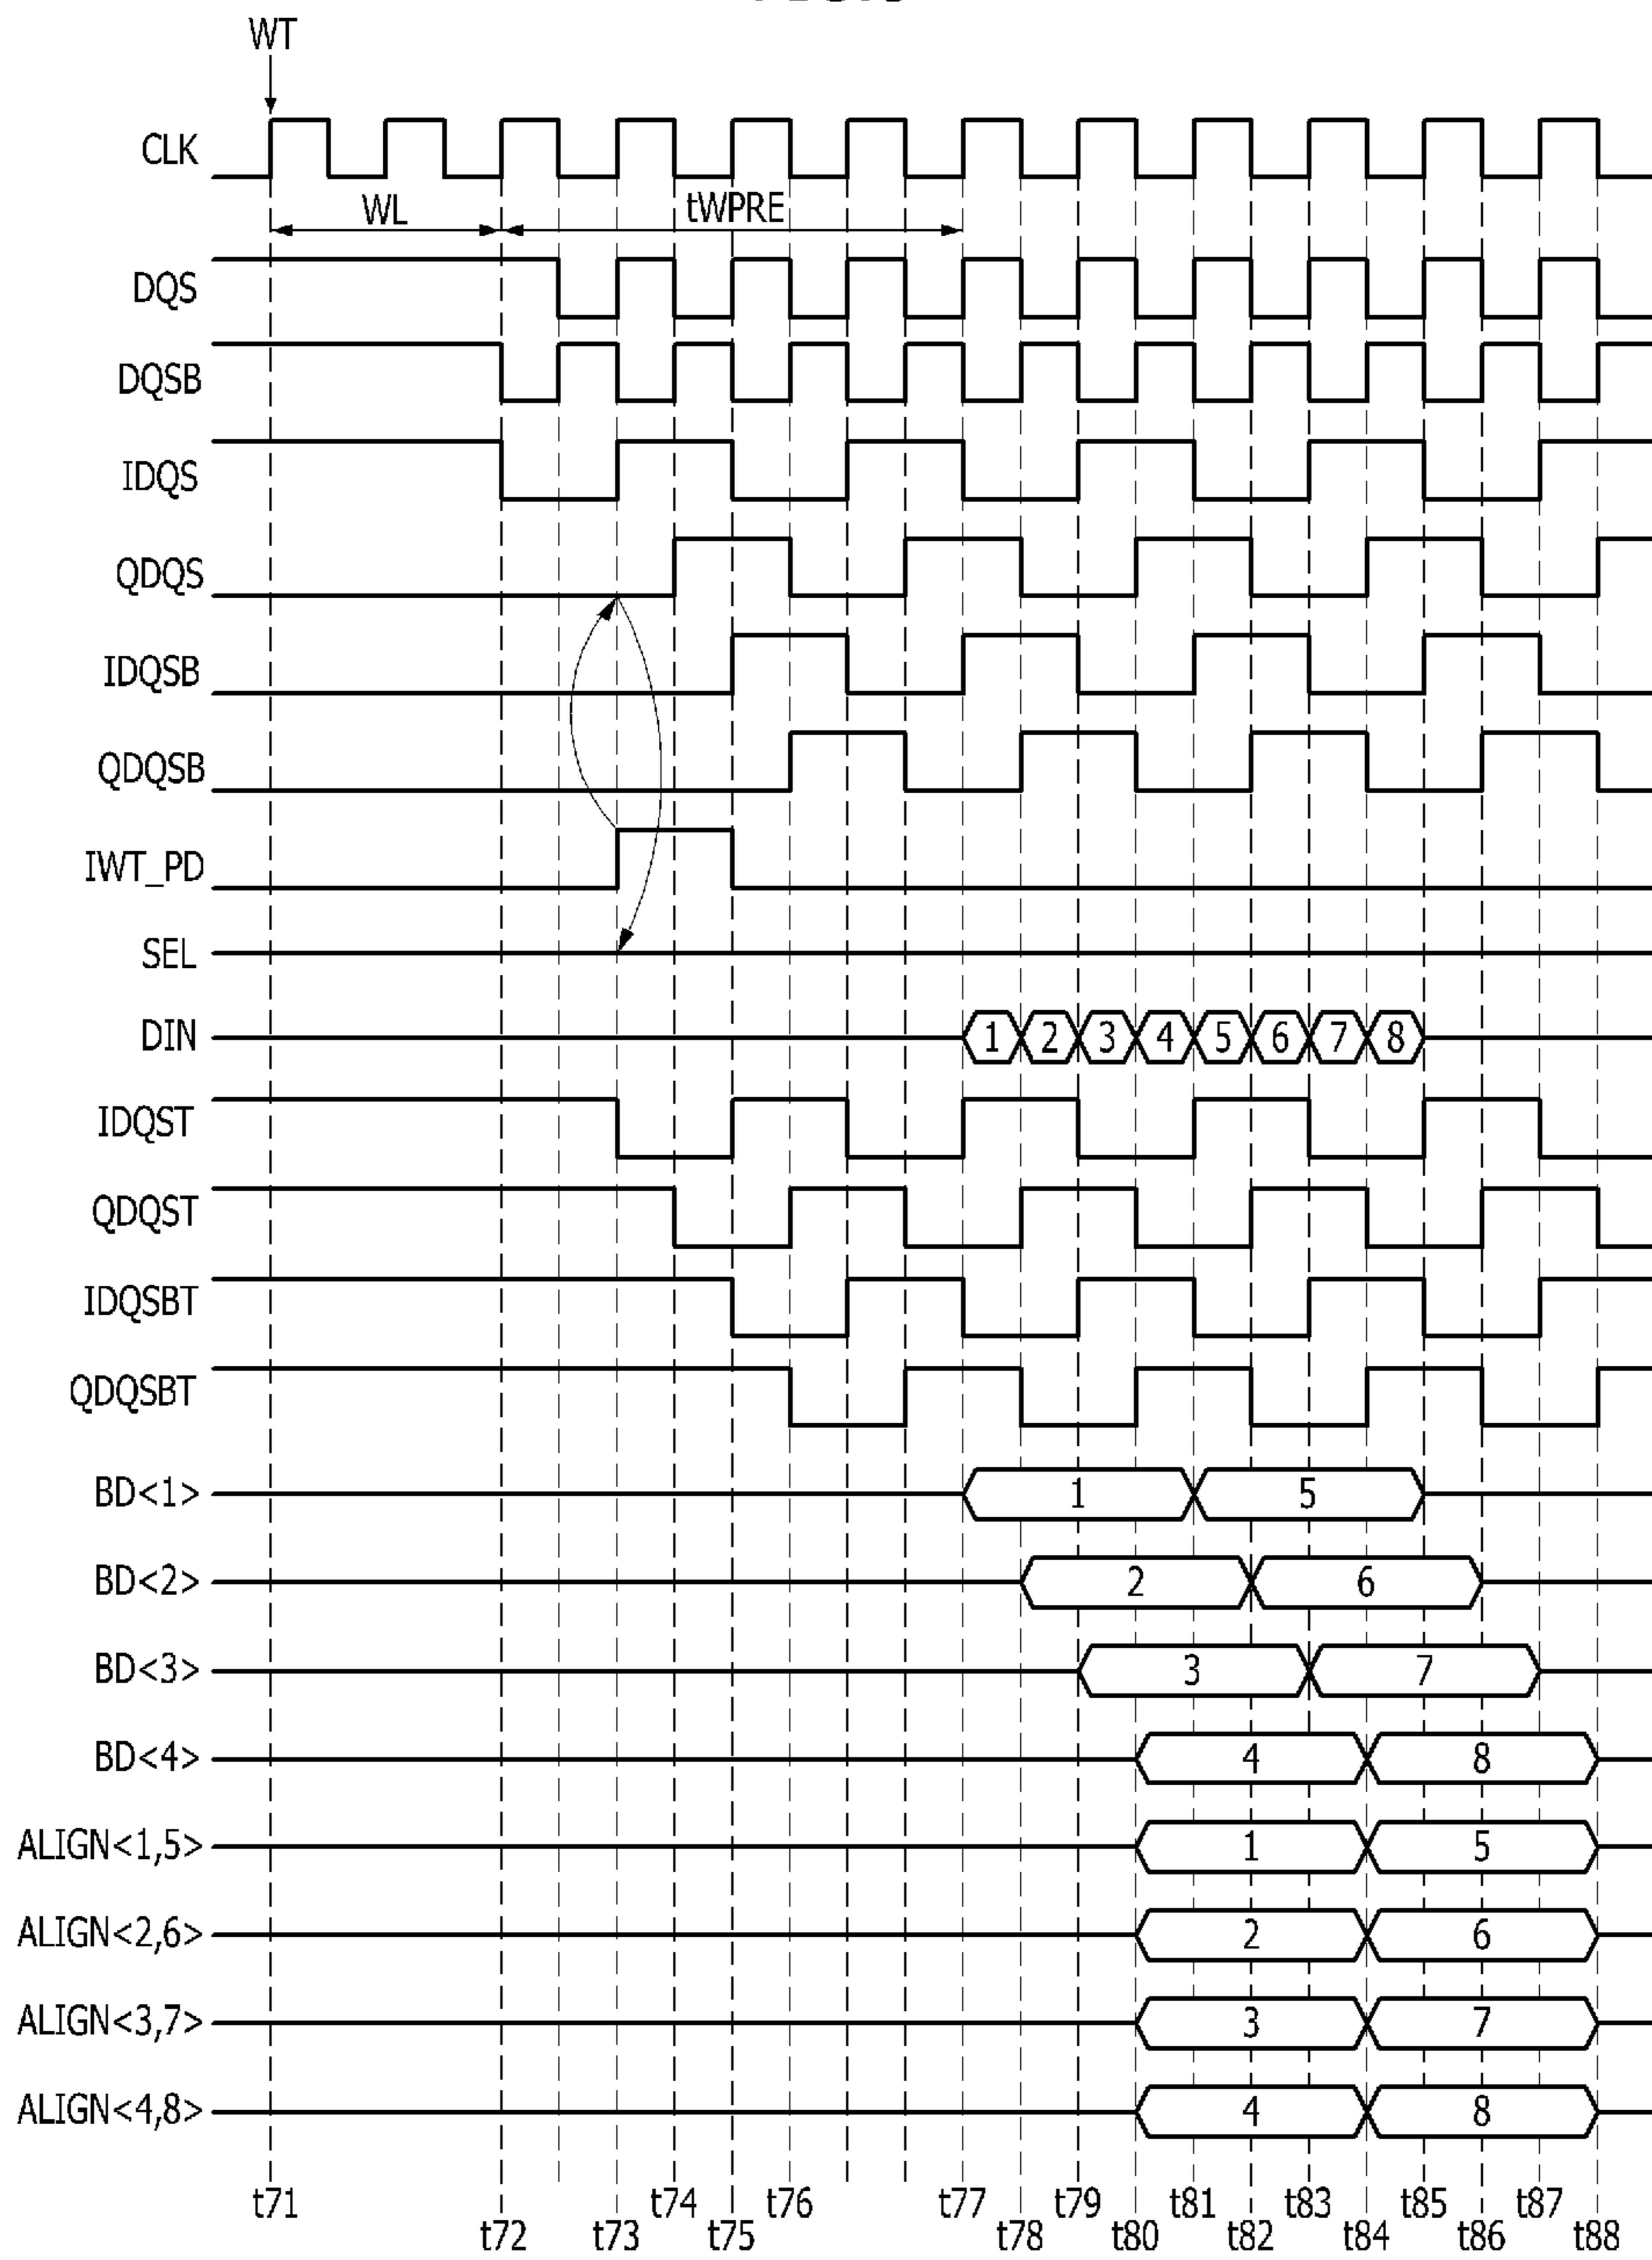 WT
CLK
WL
tWPRE
DQS
DQSB
IDQS
QDQS
IDQSB
QDQSB
IWT_PD
SEL
DIN
1 2 3 4 5 6 7 8
IDQST
QDQST
IDQSBT
QDQSBT
BD<1>
1 5
BD<2>
2 6
BD<3>
3 7
BD<4>
4 8
ALIGN<1,5>
1 5
ALIGN<2,6>
2 6
ALIGN<3,7>
3 7
ALIGN<4,8>
4 8
t71 t74 t76 t77 t79 t81 t83 t85 t87
t72 t73 t75 t78 t80 t82 t84 t86 t88